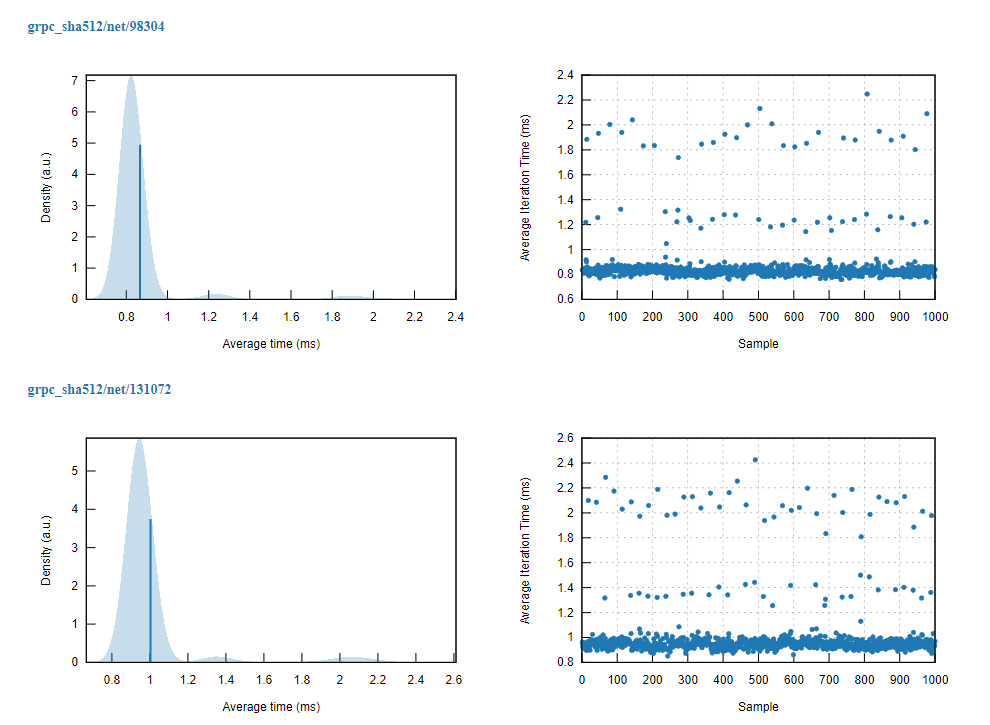 grpc_sha512/net/98304
7
6
5
4
3
2
1
0
Density (a.u.)
0.8 1 1.2 1.4 1.6 1.8 2 2.2 2.4
Average time (ms)
2.4
2.2
2
1.8
1.6
1.4
1.2
1
0.8
0.6
Average Iteration Time (ms)
0 100 200 300 400 500 600 700 800 900 1000
Sample
grpc_sha512/net/131072
5
4
3
2
1
0
Density (a.u.)
0.8 1 1.2 1.4 1.6 1.8 2 2.2 2.4 2.6
Average time (ms)
2.6
2.4
2.2
2
1.8
1.6
1.4
1.2
1
0.8
Average Iteration Time (ms)
0 100 200 300 400 500 600 700 800 900 1000
Sample